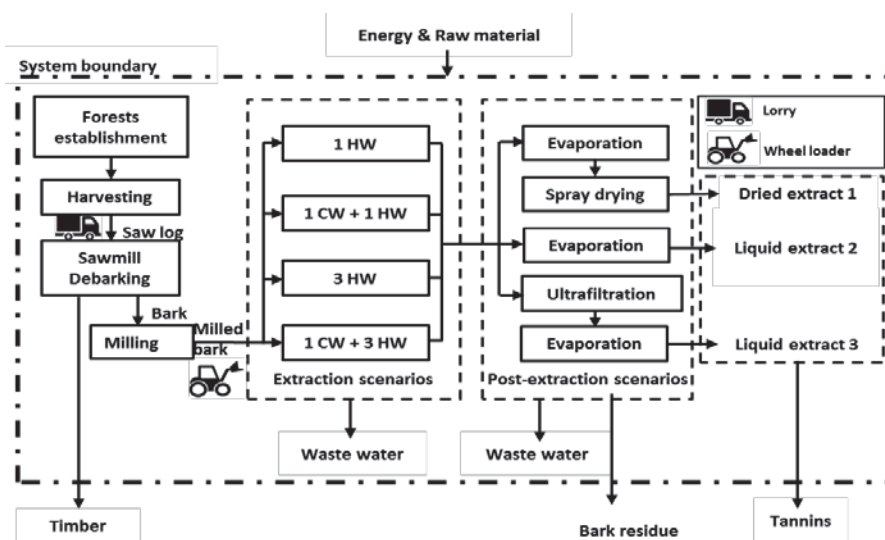 Energy & Raw material
System boundary
Forests
establishment
Harvesting
Saw log
Sawmill
Debarking
Bark
Milling
Milled
bark
1 HW
1 CW + 1 HW
3 HW
1 CW + 3 HW
Extraction scenarios
Evaporation
Spray drying
Evaporation
Ultrafiltration
Evaporation
Post-extraction scenarios
Lorry
Wheel loader
Dried extract 1
Liquid extract 2
Liquid extract 3
Waste water
Waste water
Timber
Bark residue
Tannins